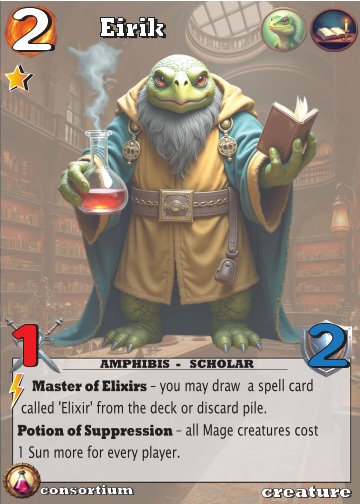 2 Eirik
1 2
AMPHIBIS - SCHOLAR
Master of Elixirs - you may draw a spell card
called 'Elixir' from the deck or discard pile.
Potion of Suppression - all Mage creatures cost
1 Sun more for every player.
consortium creature